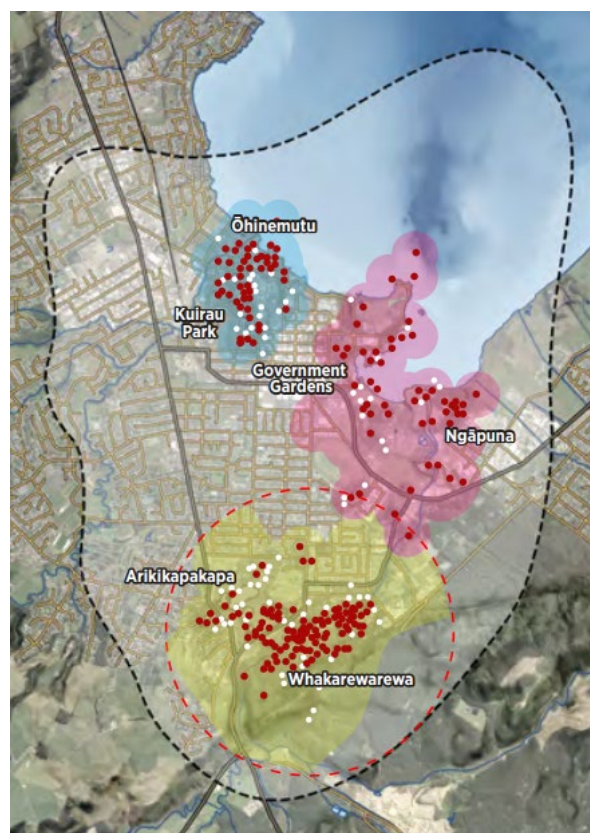 Ōhinemutu
Kuirau
Park
Government
Gardens
Ngāpuna
Arikikapakapa
Whakarewarewa